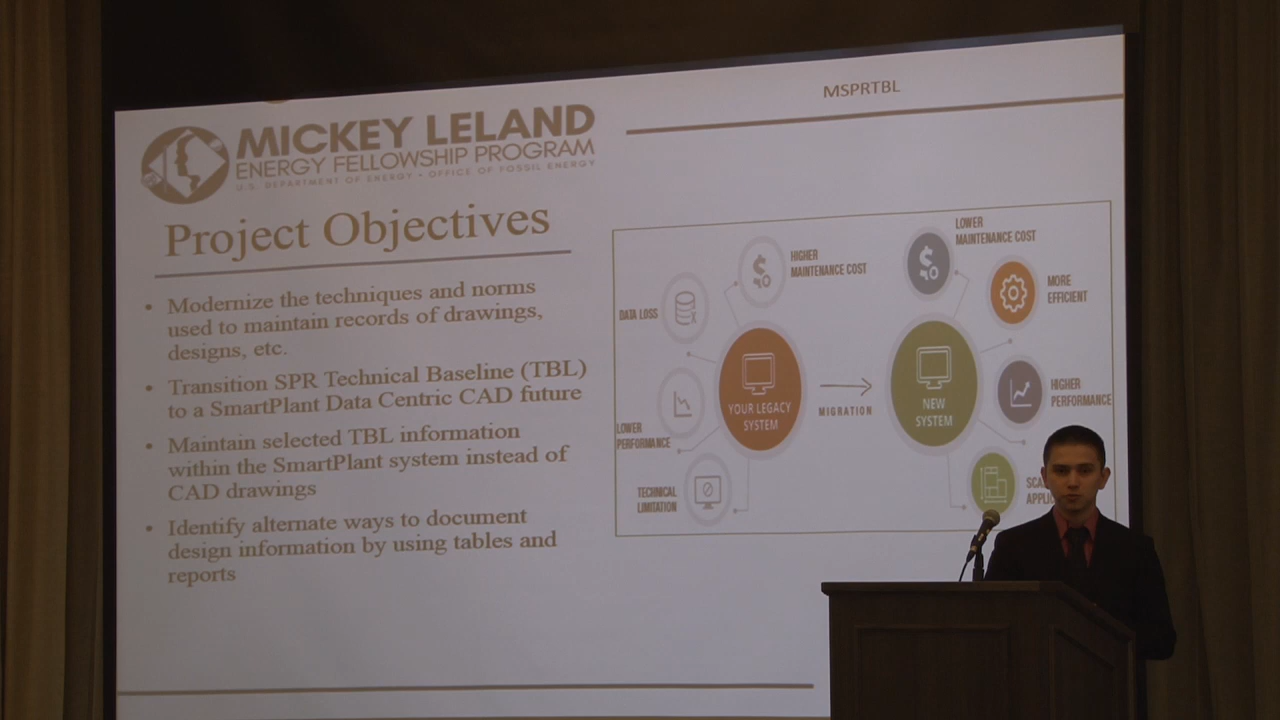 MSPRTBL
MICKEY LELAND
ENERGY FELLOWSHIP PROGRAM
U.S. DEPARTMENT OF ENERGY • OFFICE OF FOSSIL ENERGY
Project Objectives
• Modernize the techniques and norms
used to maintain records of drawings,
designs, etc.
• Transition SPR Technical Baseline (TBL)
to a SmartPlant Data Centric CAD future
• Maintain selected TBL information
within the SmartPlant system instead of
CAD drawings
• Identify alternate ways to document
design information by using tables and
reports
HIGHER
MAINTENANCE COST
DATA LOSS
YOUR LEGACY
SYSTEM
LOWER
PERFORMANCE
TECHNICAL
LIMITATION
MIGRATION
LOWER
MAINTENANCE COST
MORE
EFFICIENT
NEW
SYSTEM
HIGHER
PERFORMANCE